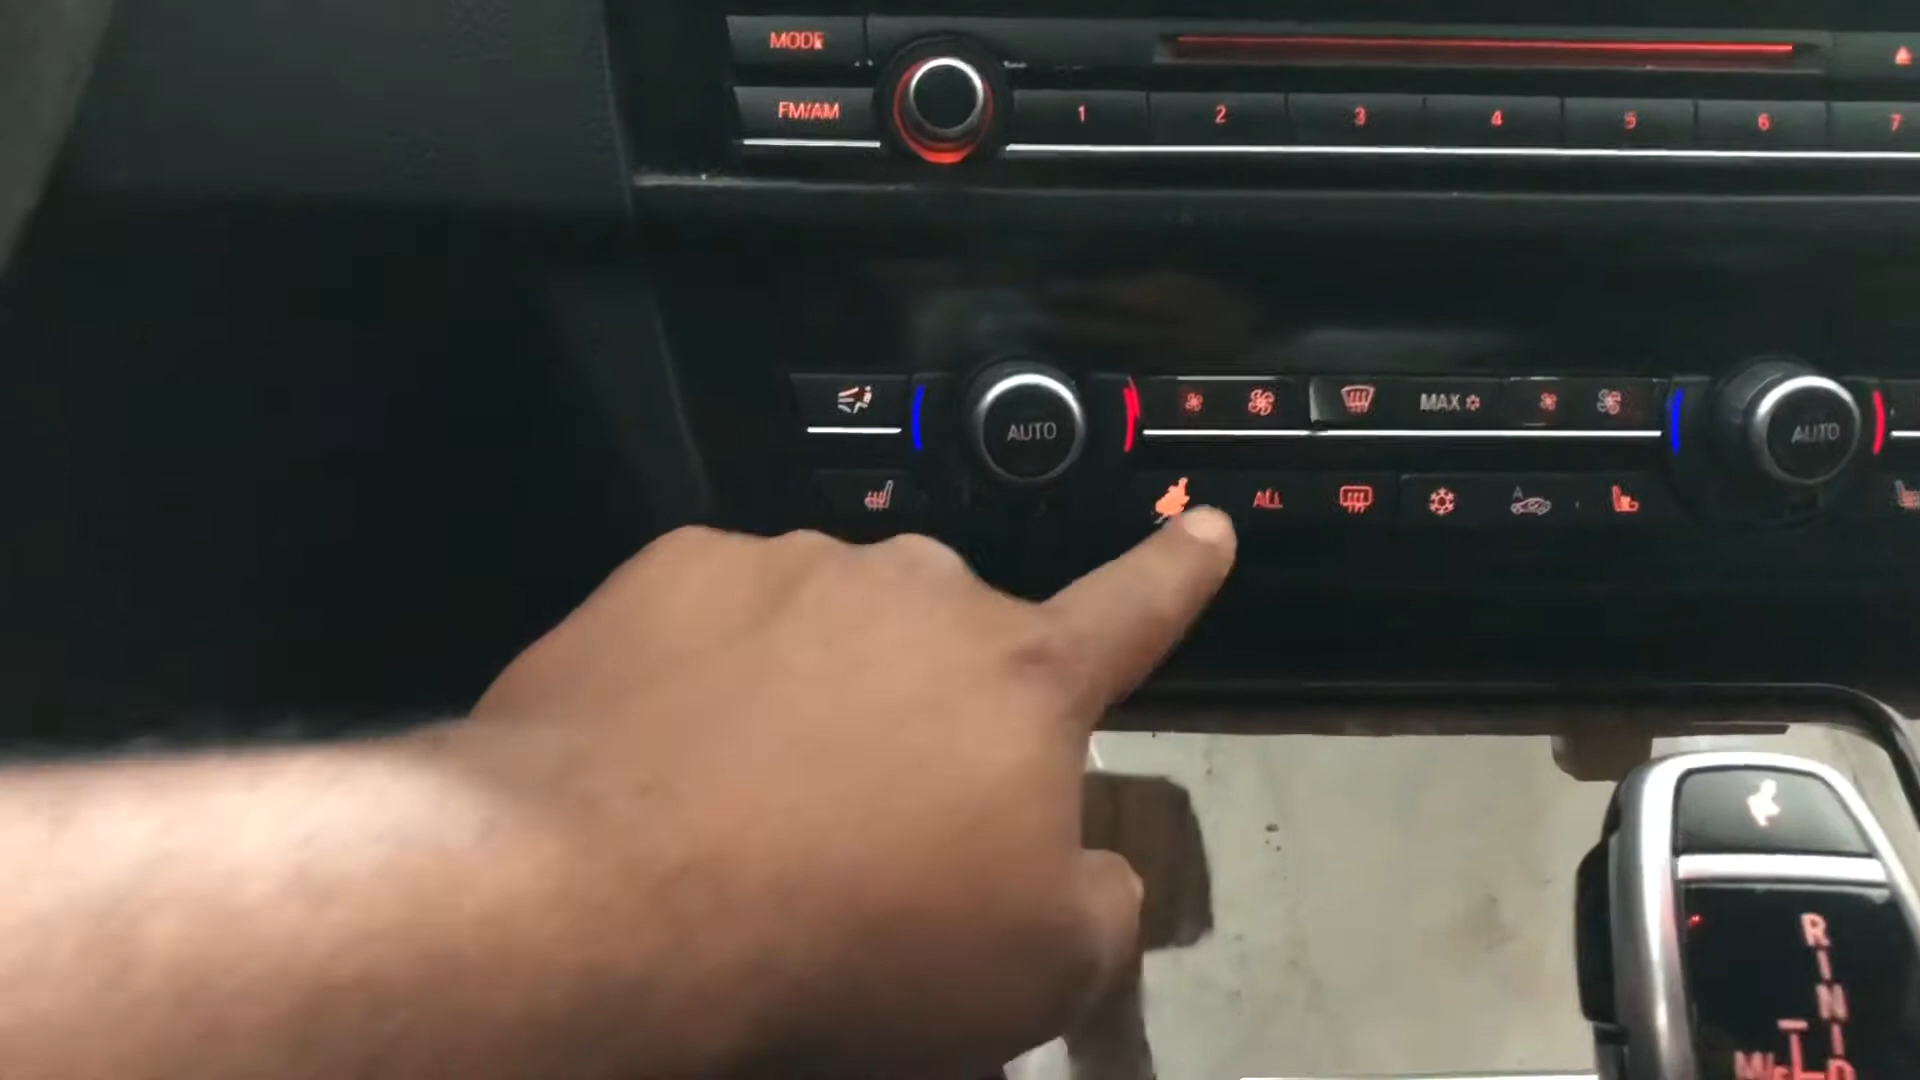 MODE
FM/AM 1 2 3 4 5 6 7
AUTO MAX AUTO
ALL A
R
N
D